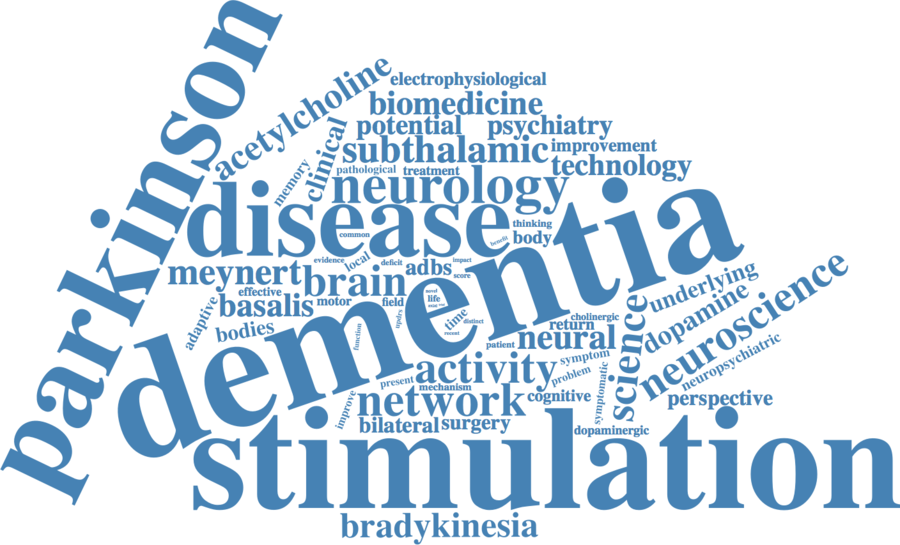 parkinson
acetylcholine
electrophysiological
biomedicine
potential
psychiatry
clinical
subthalamic
improvement
memory
pathological
treatment
technology
neurology
disease
thinking
common
benefit
body
dementia
evidence
local
deficit
impact
meynert
brain
adbs
score
effective
novel
adaptive
basalis
motor
field
life
underlying
neuroscience
bodies
updrs
time
distinct
cholinergic
return
science
dopamine
function
recent
patient
neural
neuropsychiatric
activity
symptom
present
mechanism
problem
symptomatic
improve
network
cognitive
perspective
bilateral
surgery
dopaminergic
stimulation
bradykinesia